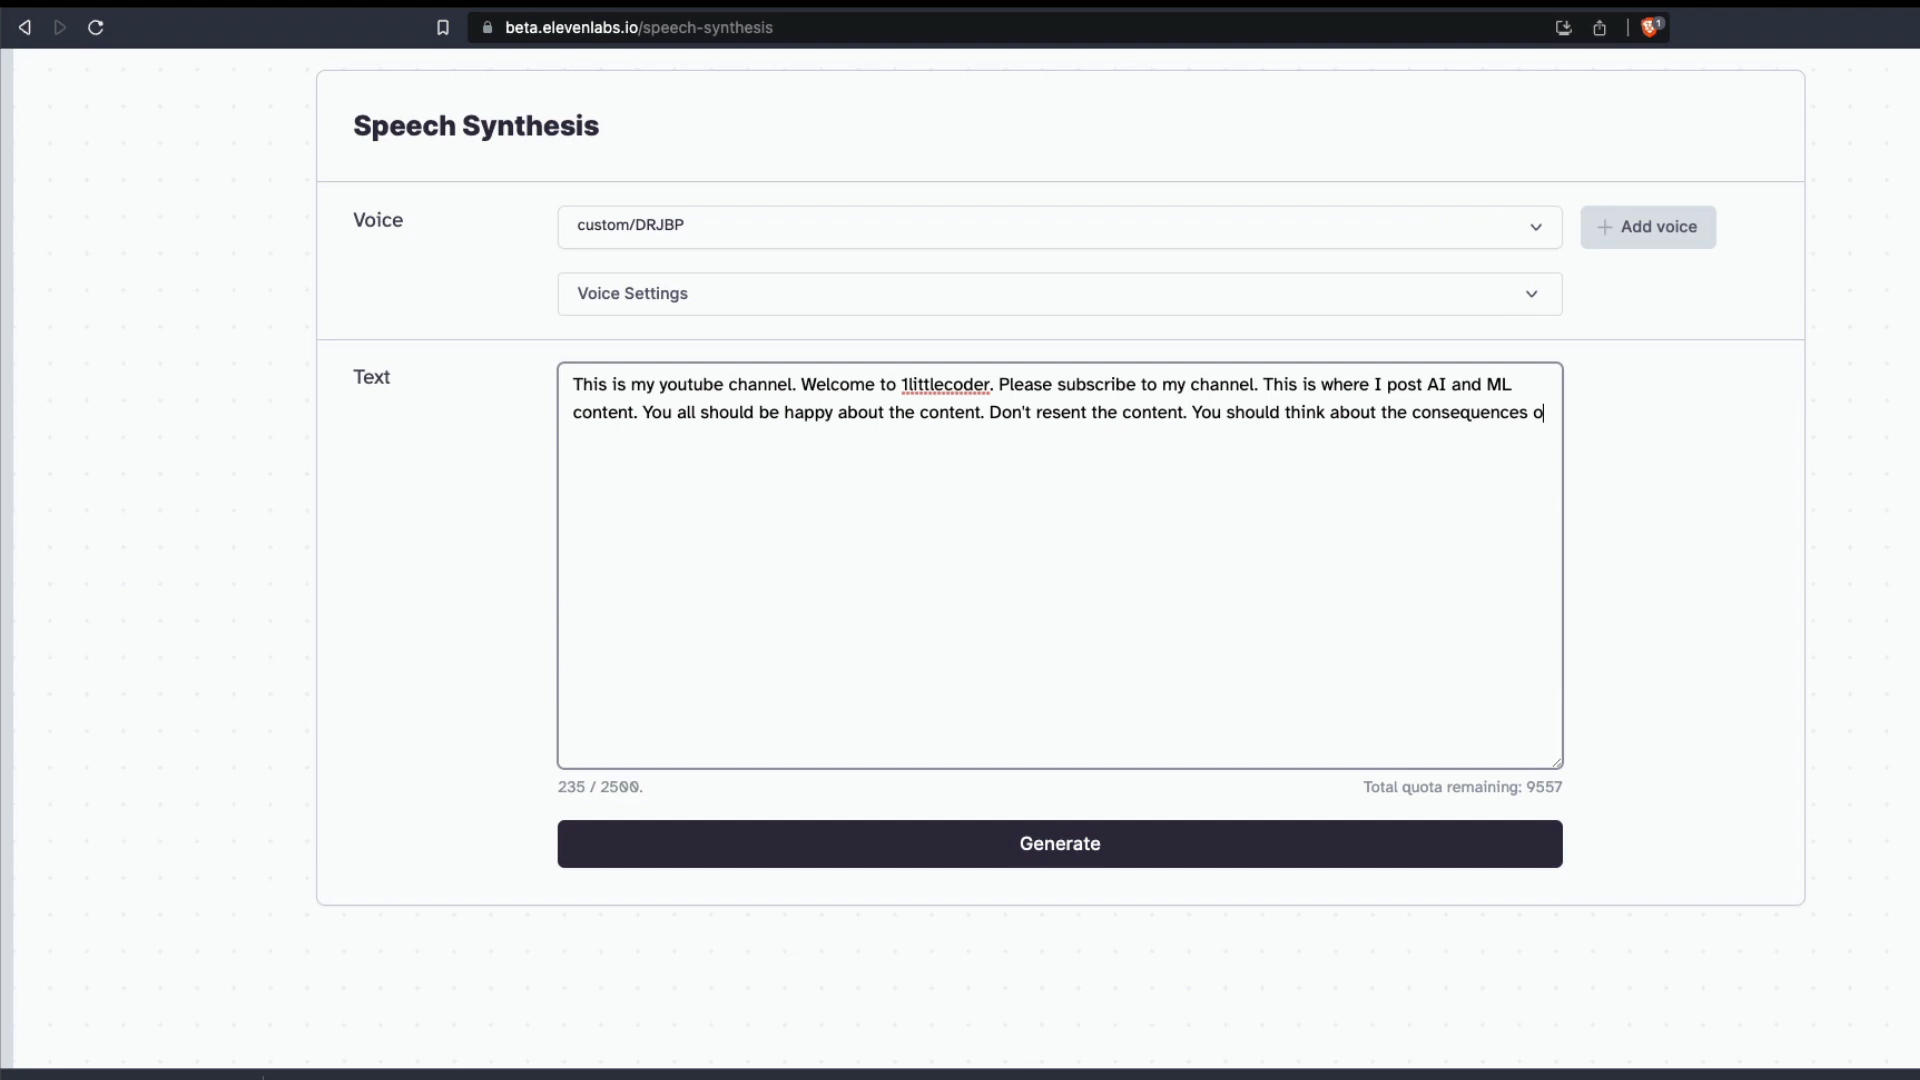 beta.elevenlabs.io/speech-synthesis
1
Speech Synthesis
Voice
custom/DRJBP
Add voice
Voice Settings
Text
This is my youtube channel. Welcome to 1littlecoder. Please subscribe to my channel. This is where I post AI and ML
content. You all should be happy about the content. Don't resent the content. You should think about the consequences o
235 / 2500.
Total quota remaining: 9557
Generate